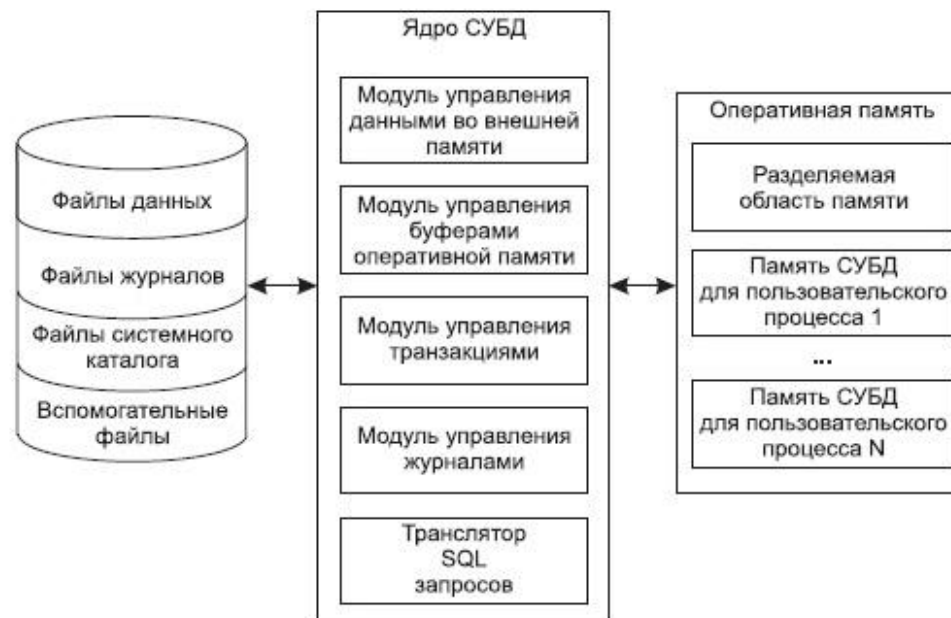 Файлы данных
Файлы журналов
Файлы системного
каталога
Вспомогательные
файлы
Ядро СУБД
Модуль управления
данными во внешней
памяти
Модуль управления
буферами
оперативной памяти
Модуль управления
транзакциями
Модуль управления
журналами
Транслятор
SQL
запросов
Оперативная память
Разделяемая
область памяти
Память СУБД
для пользовательского
процесса 1
...
Память СУБД
для пользовательского
процесса N